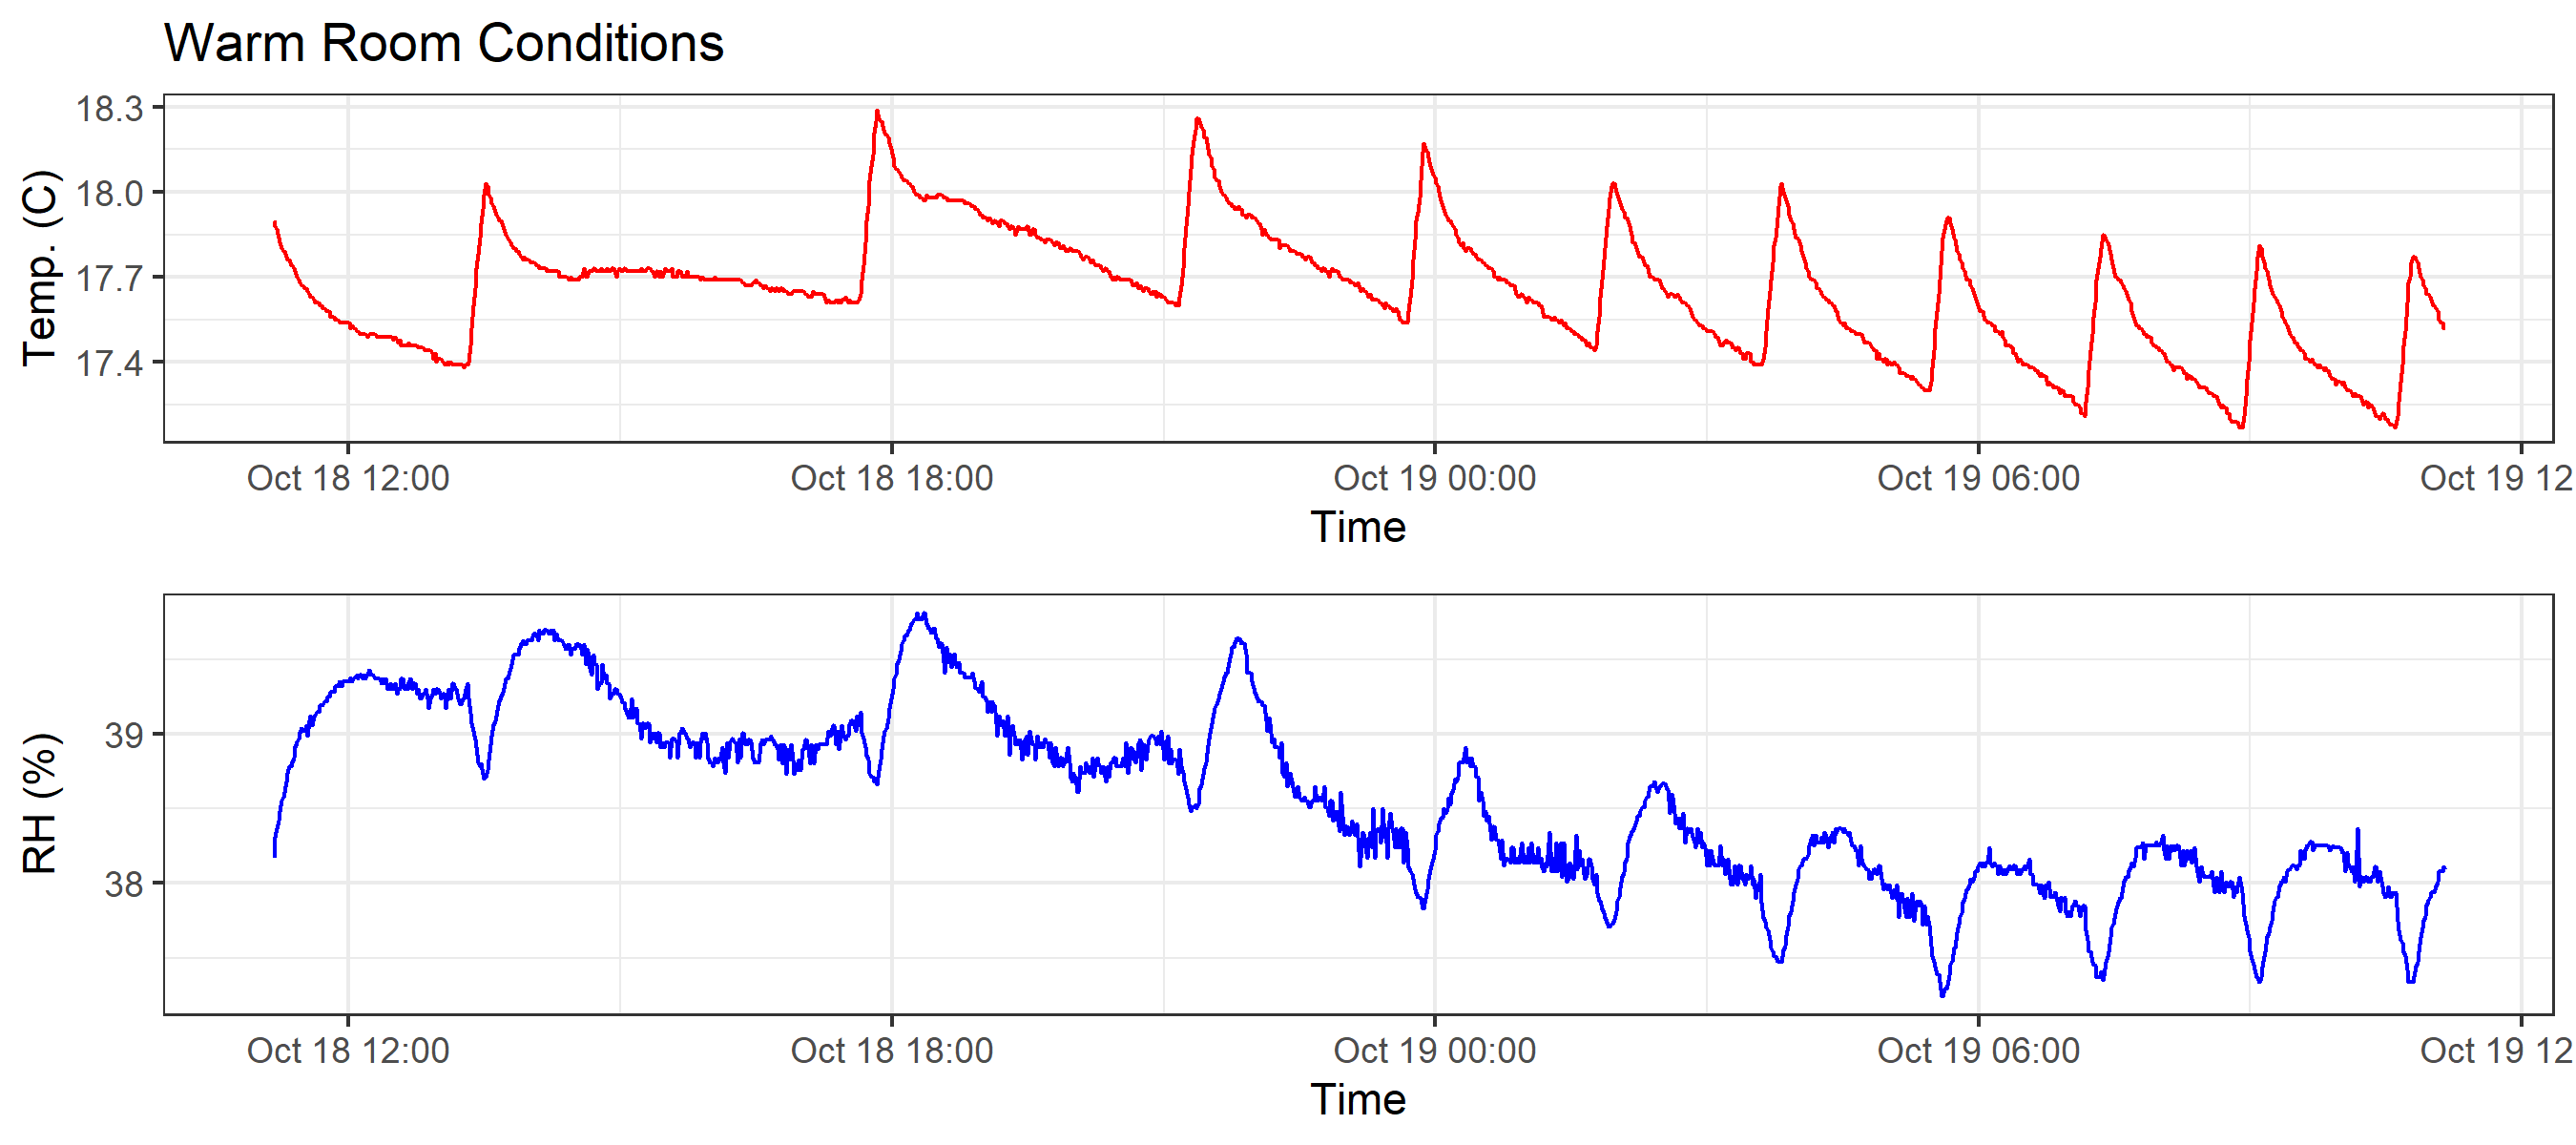 Warm Room Conditions
Temp. (C)
18.3
18.0
17.7
17.4
Oct 18 12:00 Oct 18 18:00 Oct 19 00:00 Oct 19 06:00 Oct 19 12
Time
RH (%)
39
38
Oct 18 12:00 Oct 18 18:00 Oct 19 00:00 Oct 19 06:00 Oct 19 12
Time